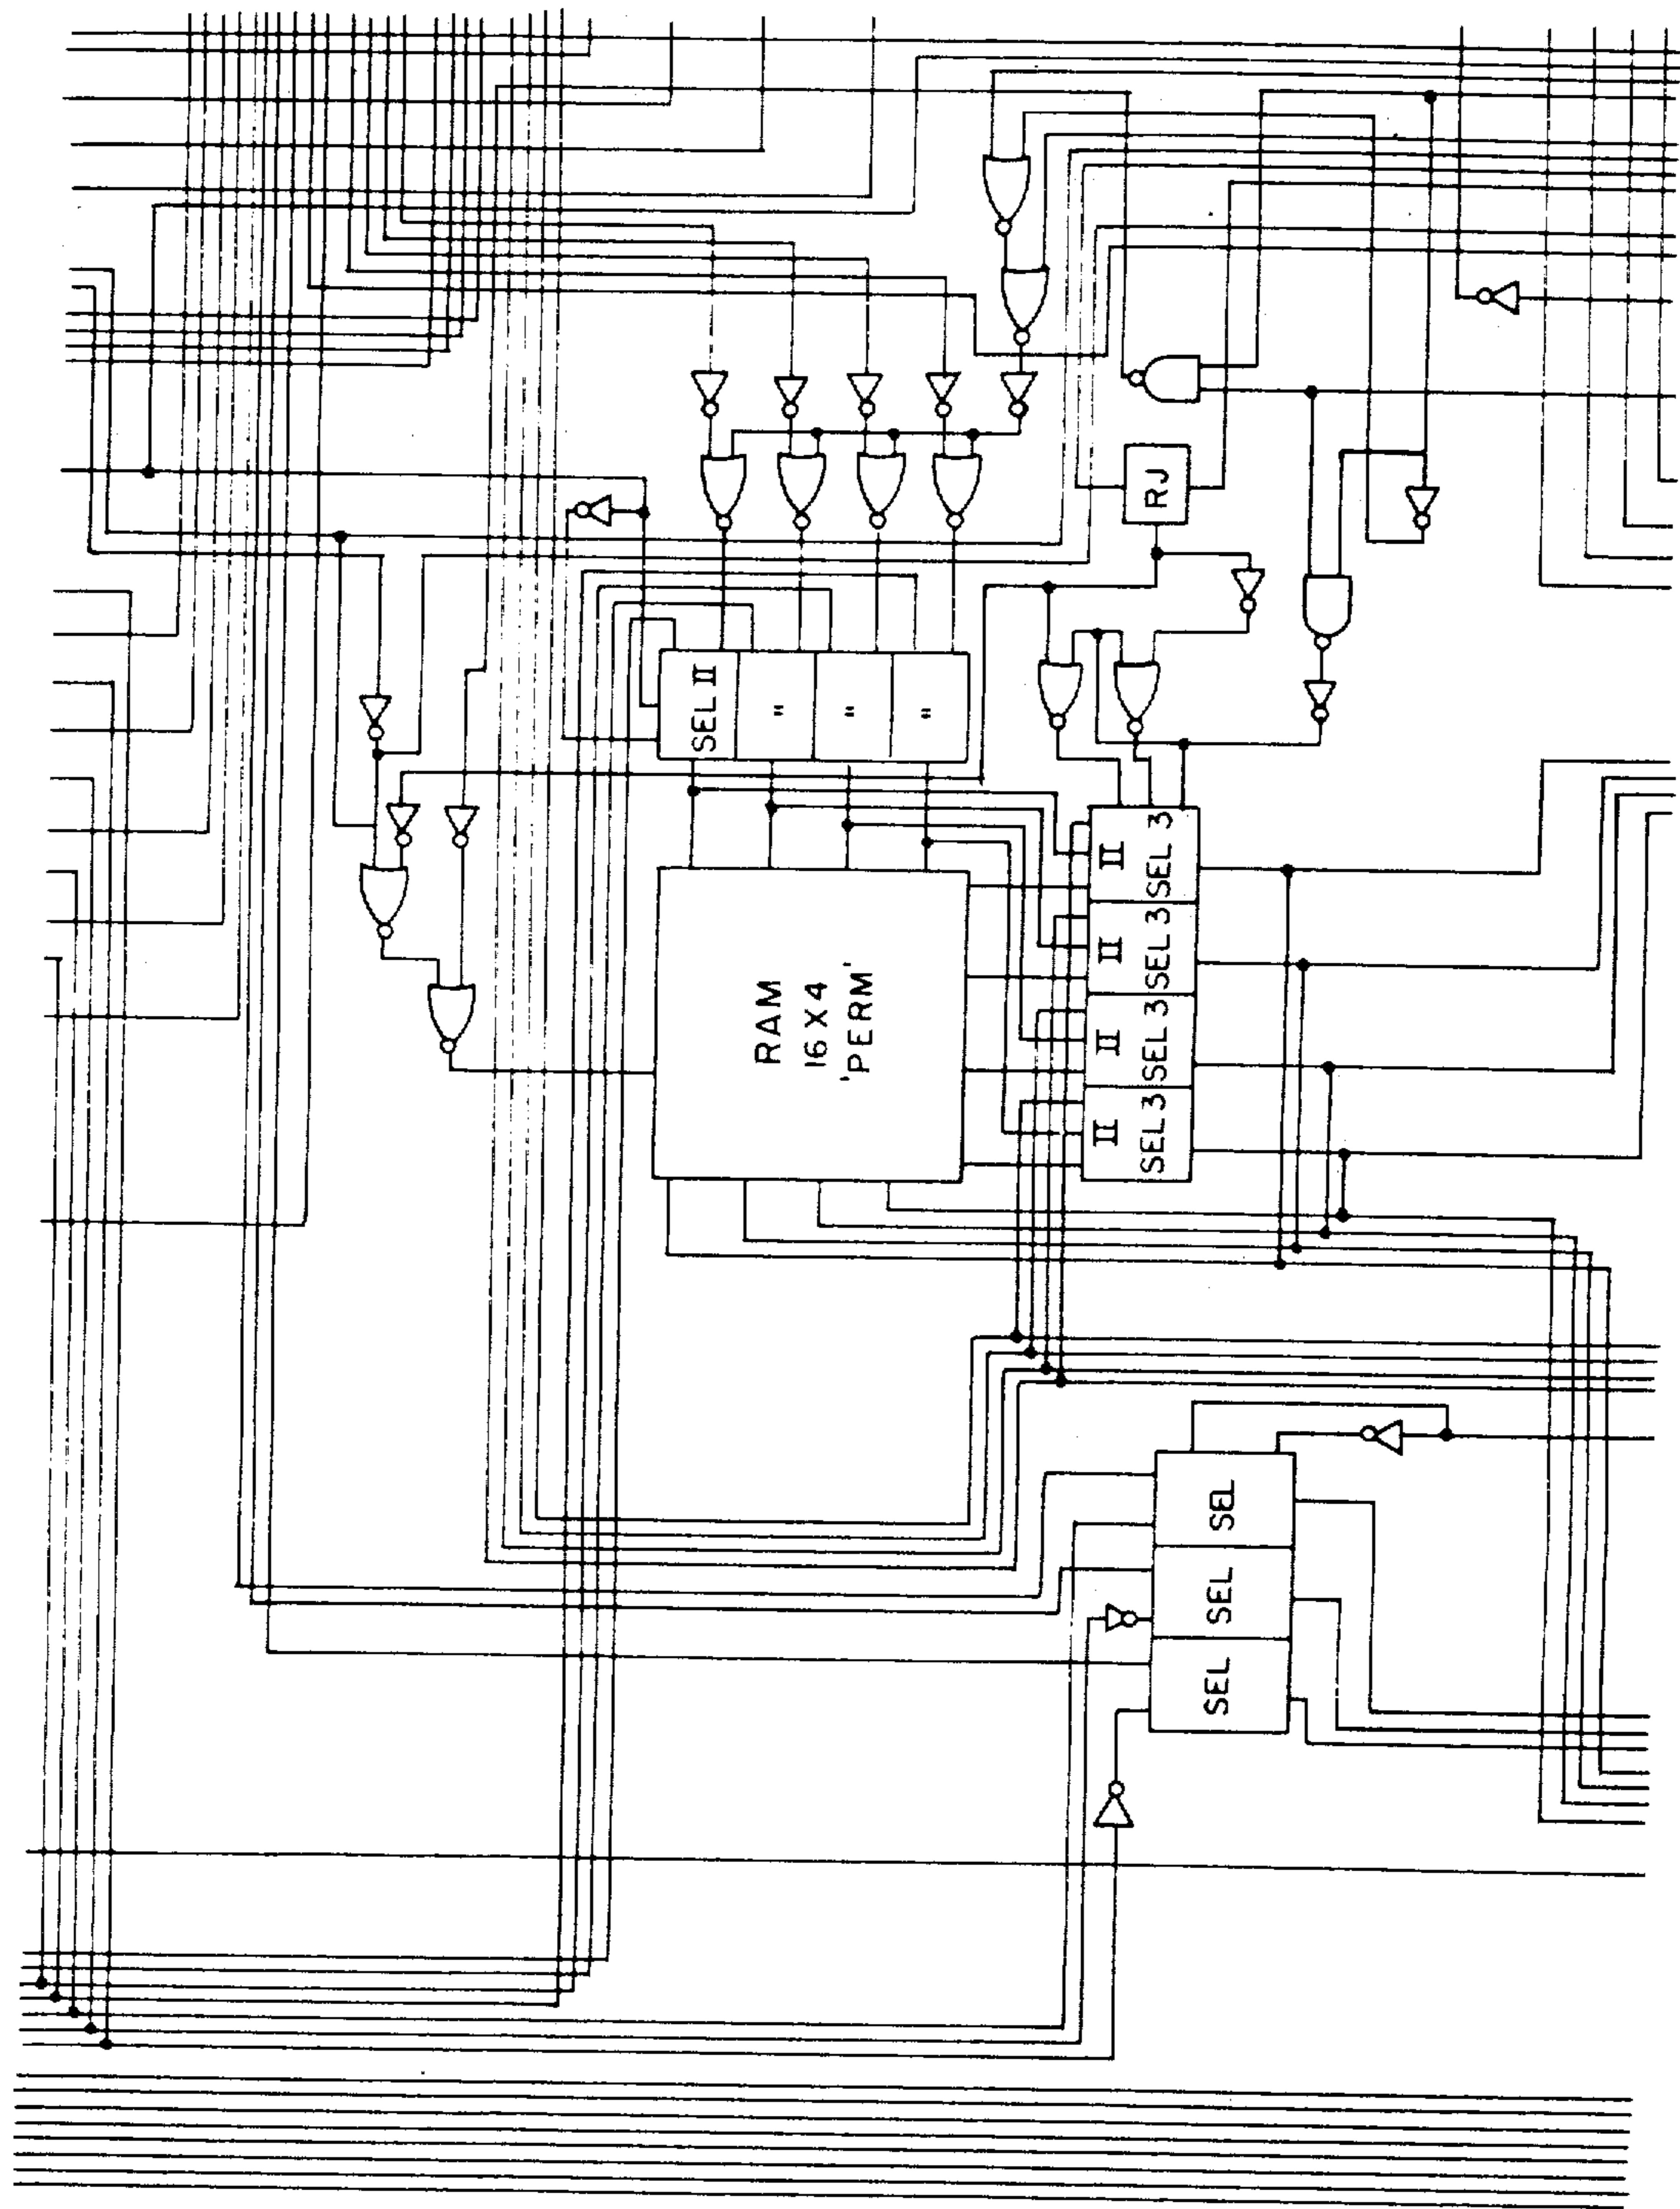 RJ
SEL II
"
"
"
RAM
16 X 4
'PERM'
II
SEL 3
II
SEL 3
II
SEL 3
II
SEL 3
SEL
SEL
SEL